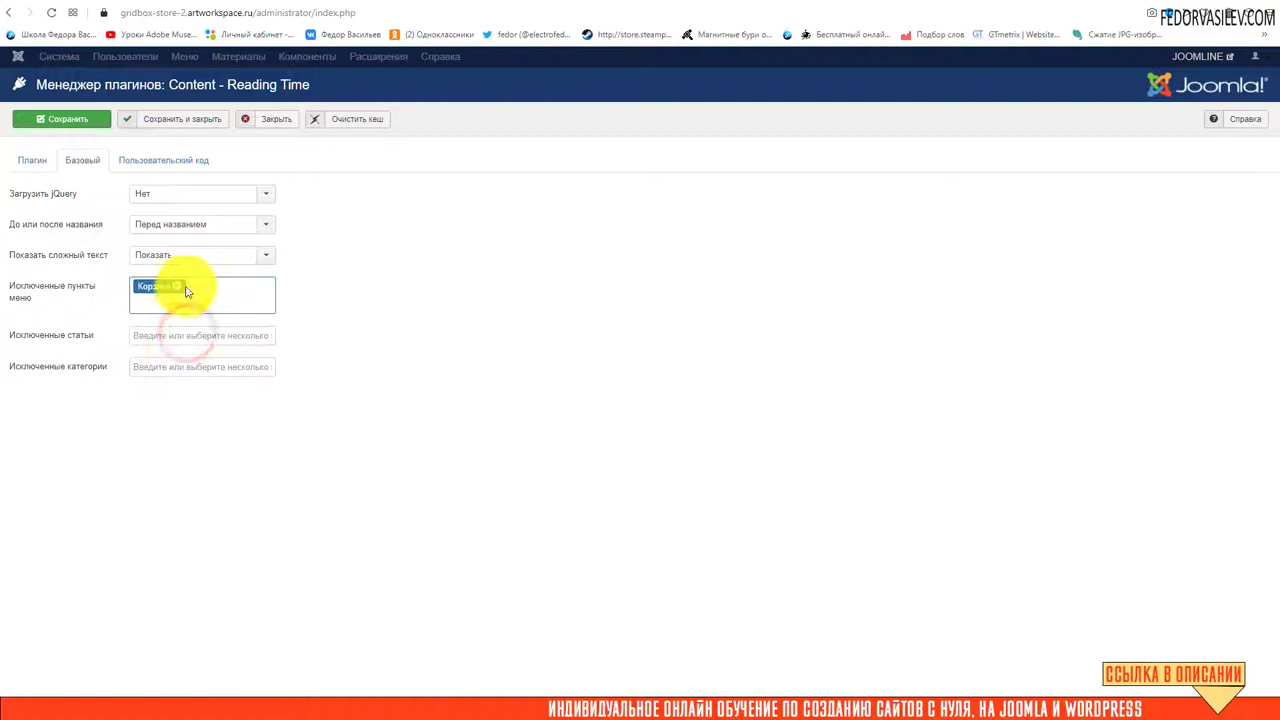 gridbox-store-2.artworkspace.ru/administrator/index.php
FEDORVASILEV.COM
Школа Федора Вас...
Уроки Adobe Muse...
Личный кабинет -...
Федор Васильев
(2) Одноклассники
fedor (@electrofed...
http://store.steamp...
Магнитные бури о...
Бесплатный онлай...
Подбор слов
GTmetrix | Website...
Сжатие JPG-изобр...
Система
Пользователи
Меню
Материалы
Компоненты
Расширения
Справка
JOOMLINE
Менеджер плагинов: Content - Reading Time
Joomla!®
Сохранить
Сохранить и закрыть
Закрыть
Очистить кеш
Справка
Плагин
Базовый
Пользовательский код
Загрузить jQuery
Нет
До или после названия
Перед названием
Показать сложный текст
Показать
Исключенные пункты
меню
Исключенные статьи
Введите или выберите несколько
Исключенные категории
Введите или выберите несколько
ССЫЛКА В ОПИСАНИИ
ИНДИВИДУАЛЬНОЕ ОНЛАЙН ОБУЧЕНИЕ ПО СОЗДАНИЮ САЙТОВ С НУЛЯ, НА JOOMLA И WORDPRESS